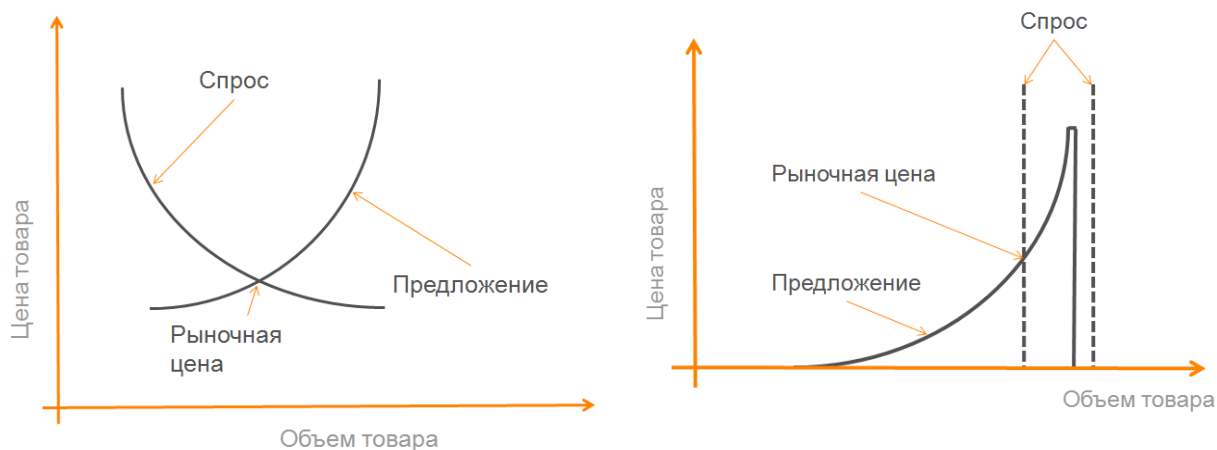 Спрос
Предложение
Рыночная
цена
Цена товара
Объем товара
Спрос
Рыночная цена
Предложение
Цена товара
Объем товара